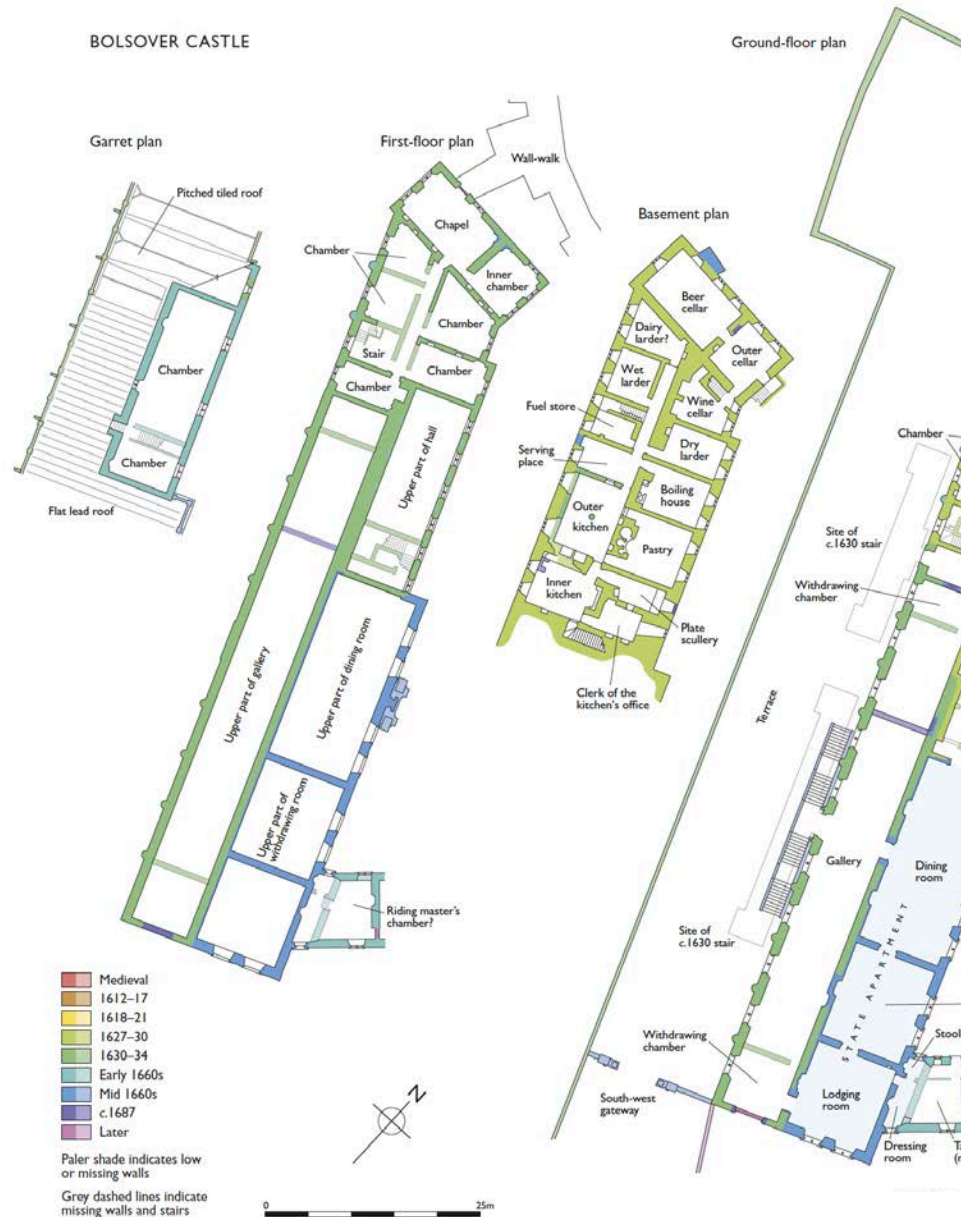 BOLSOVER CASTLE
Ground-floor plan
Garret plan
First-floor plan
Wall-walk
Pitched tiled roof
Basement plan
Chapel
Chamber
Inner
chamber
Chamber
Stair
Chamber
Chamber
Chamber
Chamber
Flat lead roof
Upper part of hall
Upper part of gallery
Upper part of dining room
Upper part of
withdrawing room
Riding master's
chamber?
Beer
cellar
Dairy
larder?
Outer
cellar
Wet
larder
Wine
cellar
Fuel store
Dry
larder
Serving
place
Boiling
house
Outer
kitchen
Pastry
Inner
kitchen
Plate
scullery
Clerk of the
kitchen's office
Chamber
Site of
c.1630 stair
Withdrawing
chamber
Terrace
Gallery
Dining
room
Site of
c.1630 stair
STATE APARTMENT
Withdrawing
chamber
Stool
Lodging
room
South-west
gateway
Dressing
room
Medieval
1612–17
1618–21
1627–30
1630–34
Early 1660s
Mid 1660s
c.1687
Later
Paler shade indicates low
or missing walls
Grey dashed lines indicate
missing walls and stairs
N
0 25m